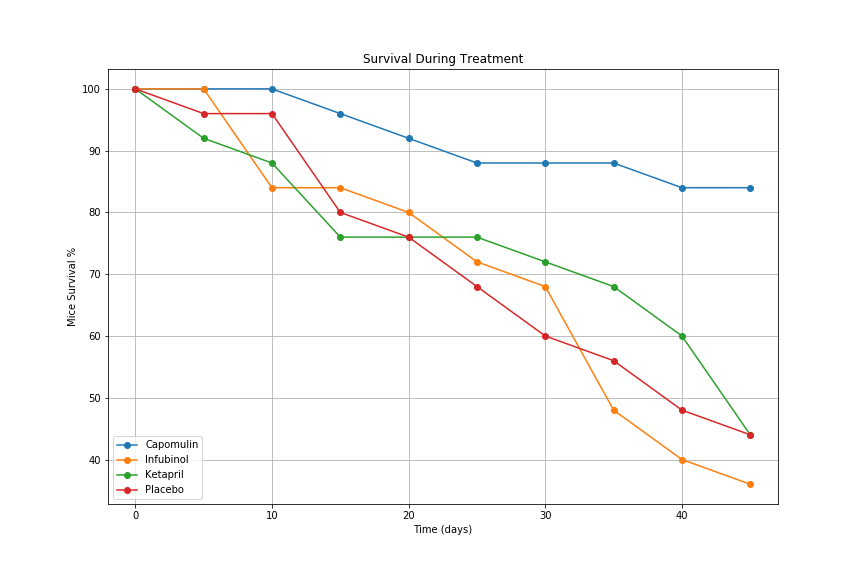 Survival During Treatment
100
90
80
70
60
50
40
Mice Survival %
Capomulin
Infubinol
Ketapril
Placebo
0
10
20
30
40
Time (days)